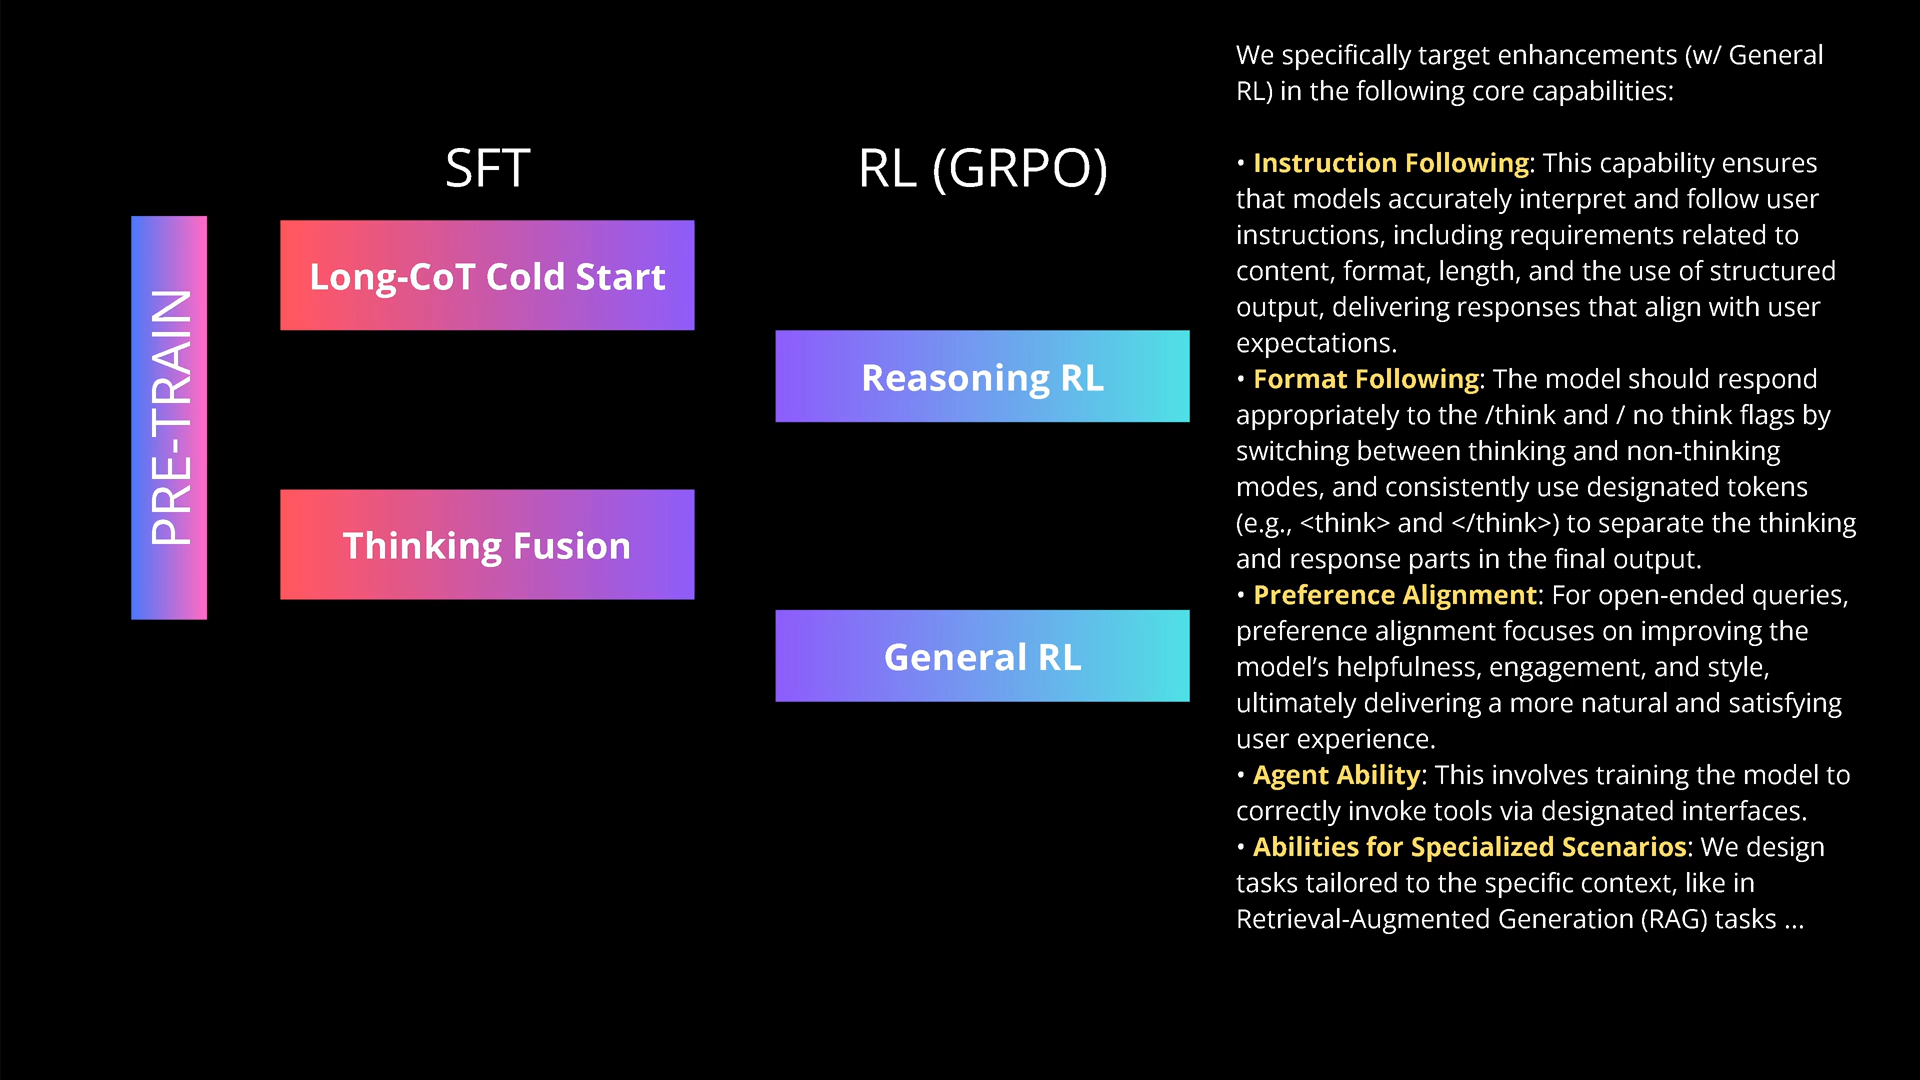 PRE-TRAIN
SFT
Long-CoT Cold Start
Thinking Fusion
RL (GRPO)
Reasoning RL
General RL
We specifically target enhancements (w/ General
RL) in the following core capabilities:
• Instruction Following: This capability ensures
that models accurately interpret and follow user
instructions, including requirements related to
content, format, length, and the use of structured
output, delivering responses that align with user
expectations.
• Format Following: The model should respond
appropriately to the /think and / no think flags by
switching between thinking and non-thinking
modes, and consistently use designated tokens
(e.g., <think> and </think>) to separate the thinking
and response parts in the final output.
• Preference Alignment: For open-ended queries,
preference alignment focuses on improving the
model’s helpfulness, engagement, and style,
ultimately delivering a more natural and satisfying
user experience.
• Agent Ability: This involves training the model to
correctly invoke tools via designated interfaces.
• Abilities for Specialized Scenarios: We design
tasks tailored to the specific context, like in
Retrieval-Augmented Generation (RAG) tasks ...